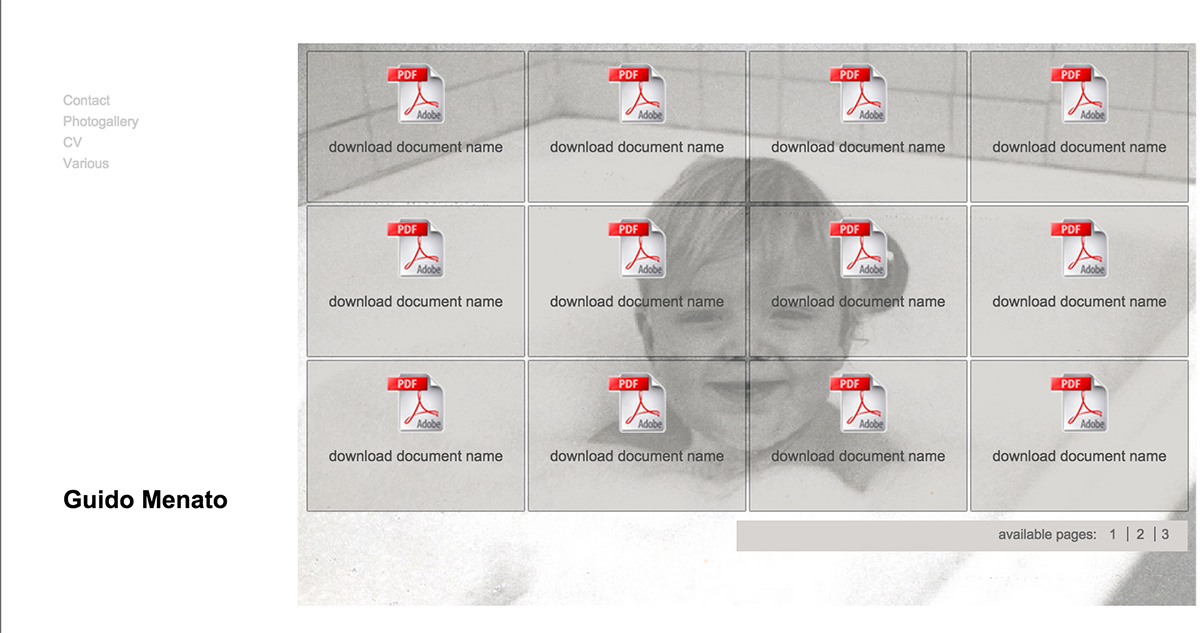 Contact
Photogallery
CV
Various
Guido Menato
PDF PDF PDF PDF
Adobe Adobe Adobe Adobe
download document name download document name download document name download document name
PDF PDF PDF PDF
Adobe Adobe Adobe Adobe
download document name download document name download document name download document name
PDF PDF PDF PDF
Adobe Adobe Adobe Adobe
download document name download document name download document name download document name
available pages: 1 | 2 | 3